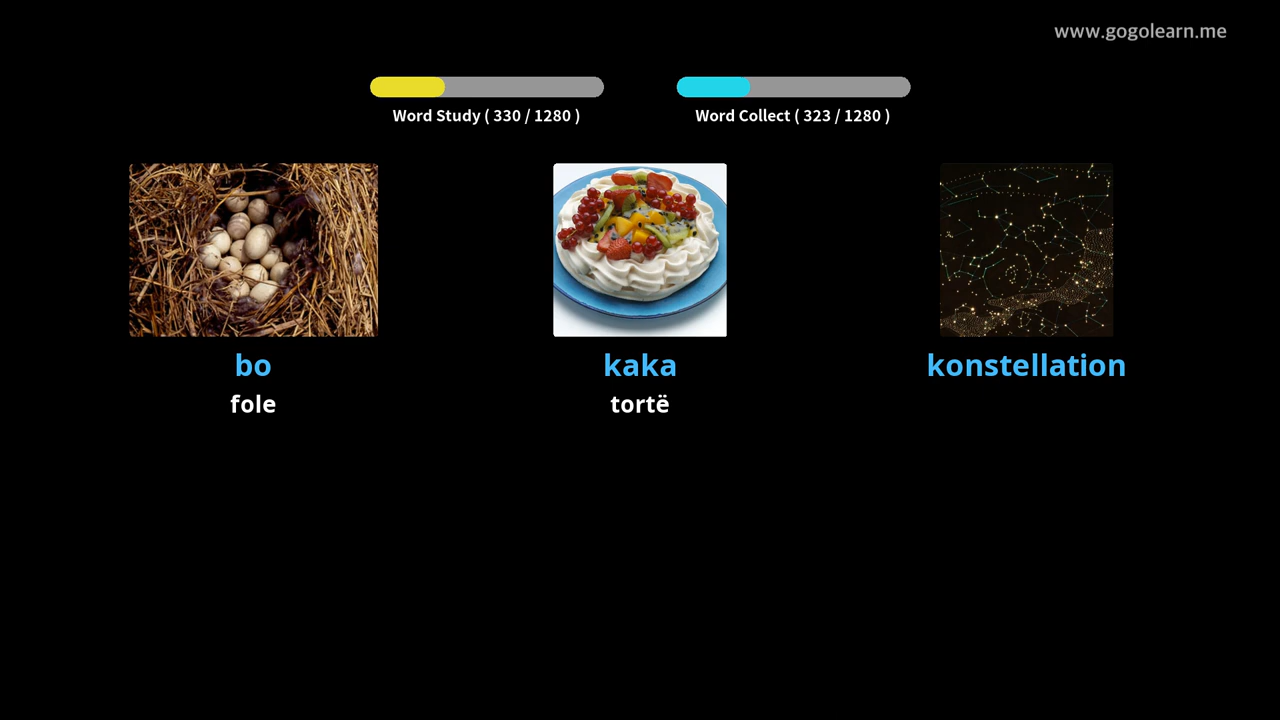 www.gogolearn.me
Word Study ( 330 / 1280 )
Word Collect ( 323 / 1280 )
bo
kaka
konstellation
fole
tortë